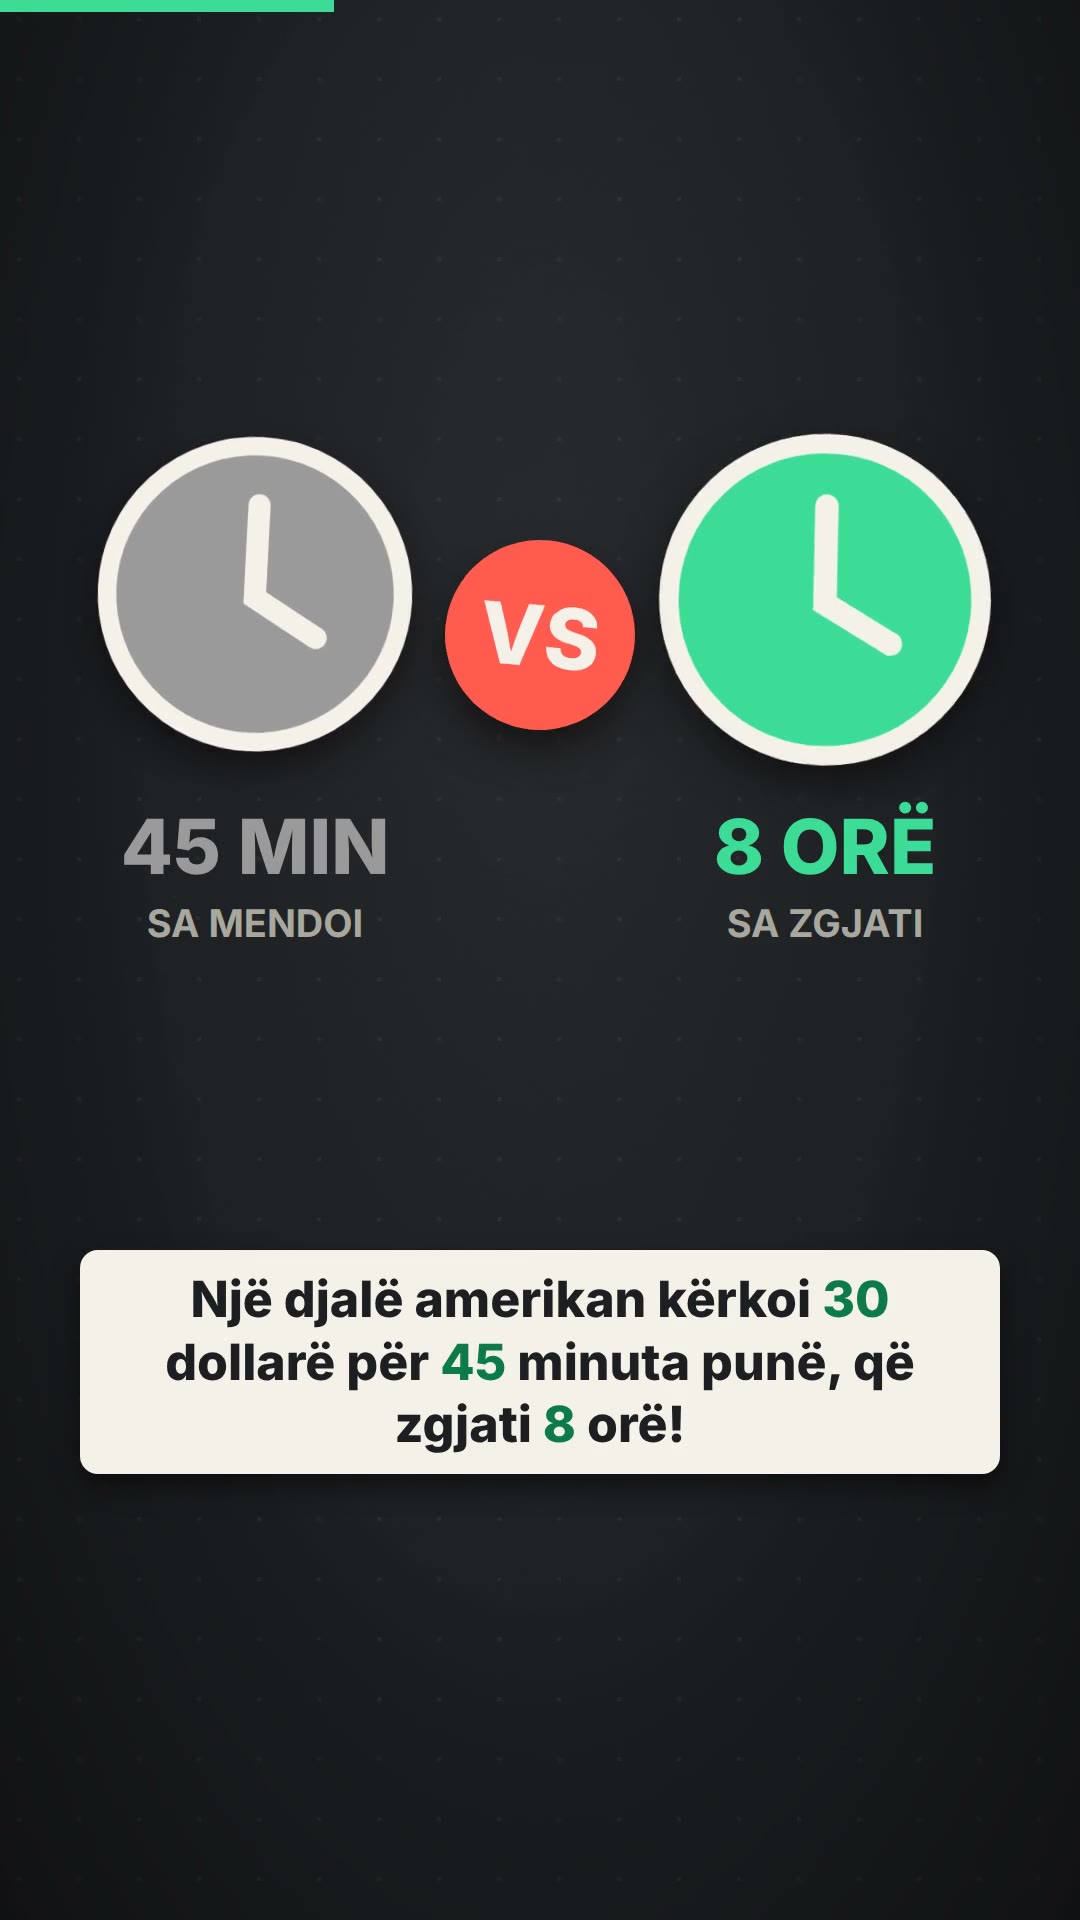 VS
45 MIN
8 ORË
SA MENDOI
SA ZGJATI
Një djalë amerikan kërkoi 30
dollarë për 45 minuta punë, që
zgjati 8 orë!